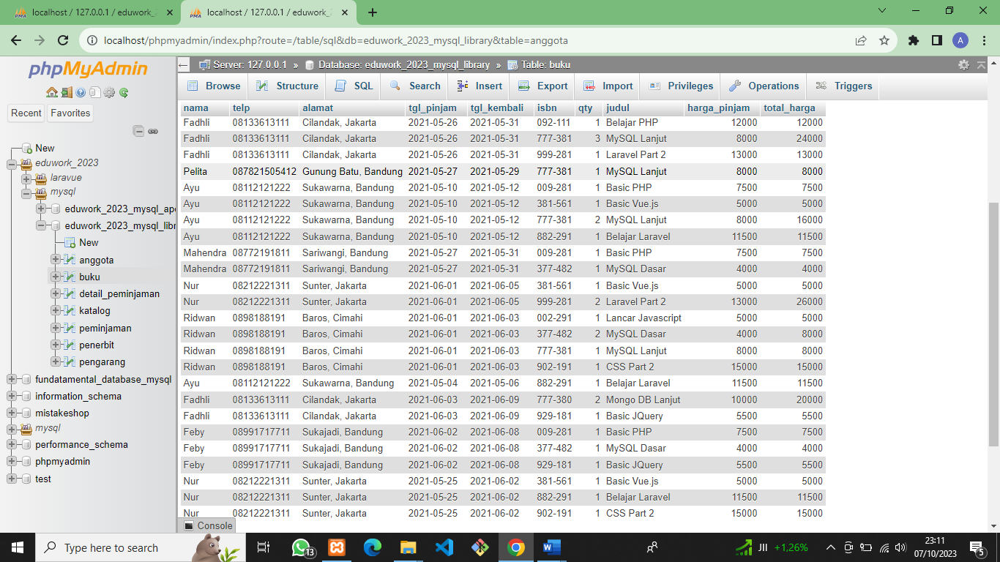 localhost / 127.0.0.1 / eduwork_2
localhost / 127.0.0.1 / eduwork_2
localhost/phpmyadmin/index.php?route=/table/sql&db=eduwork_2023_mysql_library&table=anggota
A
phpMyAdmin
Recent Favorites
New
eduwork_2023
laravue
mysql
eduwork_2023_mysql_apo
eduwork_2023_mysql_libr
New
anggota
buku
detail_peminjaman
katalog
peminjaman
penerbit
pengarang
fundatamental_database_mysql
information_schema
mistakeshop
mysql
performance_schema
phpmyadmin
test
Server: 127.0.0.1 » Database: eduwork_2023_mysql_library » Table: buku
Browse Structure SQL Search Insert Export Import Privileges Operations Triggers
nama telp alamat tgl_pinjam tgl_kembali isbn qty judul harga_pinjam total_harga
Fadhli 08133613111 Cilandak, Jakarta 2021-05-26 2021-05-31 092-111 1 Belajar PHP 12000 12000
Fadhli 08133613111 Cilandak, Jakarta 2021-05-26 2021-05-31 777-381 3 MySQL Lanjut 8000 24000
Fadhli 08133613111 Cilandak, Jakarta 2021-05-26 2021-05-31 999-281 1 Laravel Part 2 13000 13000
Pelita 087821505412 Gunung Batu, Bandung 2021-05-27 2021-05-29 777-381 1 MySQL Lanjut 8000 8000
Ayu 08112121222 Sukawarna, Bandung 2021-05-10 2021-05-12 009-281 1 Basic PHP 7500 7500
Ayu 08112121222 Sukawarna, Bandung 2021-05-10 2021-05-12 381-561 1 Basic Vue.js 5000 5000
Ayu 08112121222 Sukawarna, Bandung 2021-05-10 2021-05-12 777-381 2 MySQL Lanjut 8000 16000
Ayu 08112121222 Sukawarna, Bandung 2021-05-10 2021-05-12 882-291 1 Belajar Laravel 11500 11500
Mahendra 08772191811 Sariwangi, Bandung 2021-05-27 2021-05-31 009-281 1 Basic PHP 7500 7500
Mahendra 08772191811 Sariwangi, Bandung 2021-05-27 2021-05-31 377-482 1 MySQL Dasar 4000 4000
Nur 08212221311 Sunter, Jakarta 2021-06-01 2021-06-05 381-561 1 Basic Vue.js 5000 5000
Nur 08212221311 Sunter, Jakarta 2021-06-01 2021-06-05 999-281 2 Laravel Part 2 13000 26000
Ridwan 0898188191 Baros, Cimahi 2021-06-01 2021-06-03 002-291 1 Lancar Javascript 5000 5000
Ridwan 0898188191 Baros, Cimahi 2021-06-01 2021-06-03 377-482 2 MySQL Dasar 4000 8000
Ridwan 0898188191 Baros, Cimahi 2021-06-01 2021-06-03 777-381 1 MySQL Lanjut 8000 8000
Ridwan 0898188191 Baros, Cimahi 2021-06-01 2021-06-03 902-191 1 CSS Part 2 15000 15000
Ayu 08112121222 Sukawarna, Bandung 2021-05-04 2021-05-06 882-291 1 Belajar Laravel 11500 11500
Fadhli 08133613111 Cilandak, Jakarta 2021-06-03 2021-06-09 777-380 2 Mongo DB Lanjut 10000 20000
Fadhli 08133613111 Cilandak, Jakarta 2021-06-03 2021-06-09 929-181 1 Basic JQuery 5500 5500
Feby 08991717711 Sukajadi, Bandung 2021-06-02 2021-06-08 009-281 1 Basic PHP 7500 7500
Feby 08991717711 Sukajadi, Bandung 2021-06-02 2021-06-08 377-482 1 MySQL Dasar 4000 4000
Feby 08991717711 Sukajadi, Bandung 2021-06-02 2021-06-08 929-181 1 Basic JQuery 5500 5500
Nur 08212221311 Sunter, Jakarta 2021-05-25 2021-06-02 381-561 1 Basic Vue.js 5000 5000
Nur 08212221311 Sunter, Jakarta 2021-05-25 2021-06-02 882-291 1 Belajar Laravel 11500 11500
Nur 08212221311 Sunter, Jakarta 2021-05-25 2021-06-02 902-191 1 CSS Part 2 15000 15000
Console
Type here to search
13
JII +1,26%
23:11
07/10/2023
5